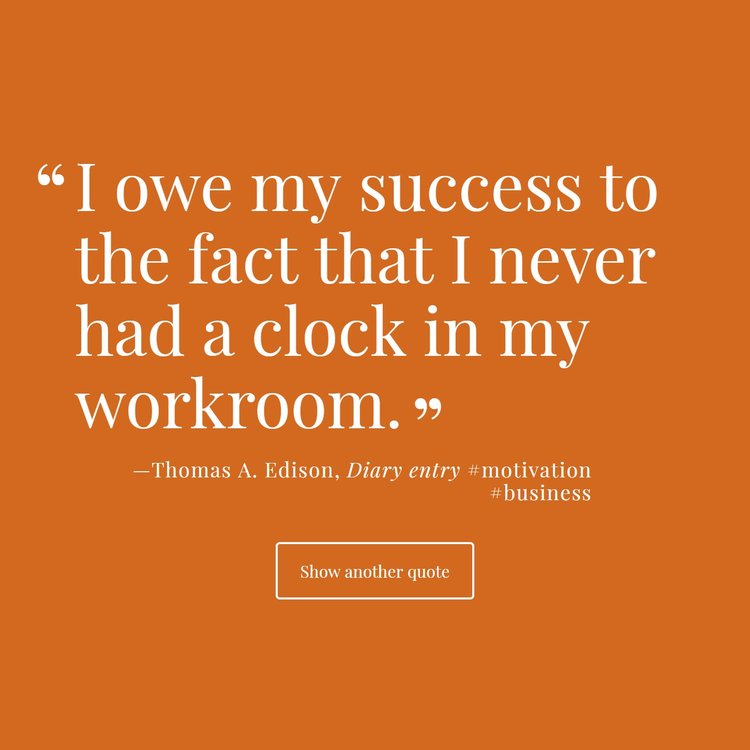 “ I owe my success to
the fact that I never
had a clock in my
workroom. ”
—Thomas A. Edison, Diary entry #motivation
#business
Show another quote